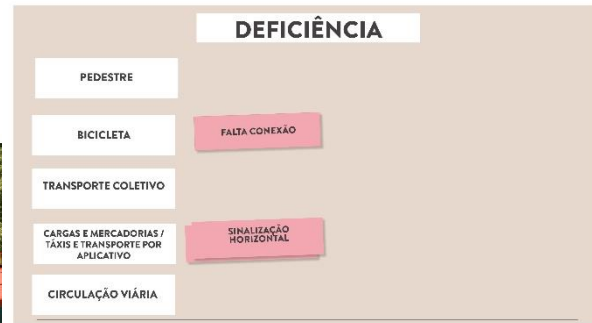 DEFICIÊNCIA
PEDESTRE
BICICLETA
FALTA CONEXÃO
TRANSPORTE COLETIVO
CARGAS E MERCADORIAS /
TÁXIS E TRANSPORTE POR
APLICATIVO
SINALIZAÇÃO
HORIZONTAL
CIRCULAÇÃO VIÁRIA